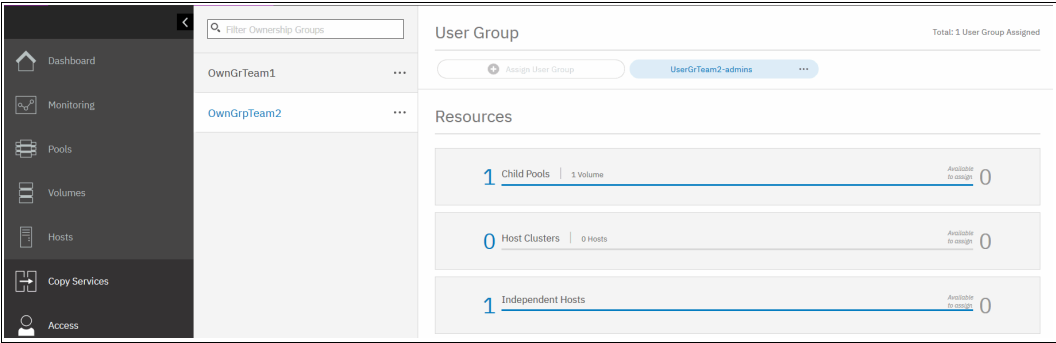 Dashboard
Monitoring
Pools
Volumes
Hosts
Copy Services
Access
Filter Ownership Groups
OwnGrTeam1
OwnGrpTeam2
User Group
Total: 1 User Group Assigned
Assign User Group
UserGrTeam2-admins
Resources
1 Child Pools | 1 Volume
Available to assign 0
0 Host Clusters | 0 Hosts
Available to assign 0
1 Independent Hosts
Available to assign 0